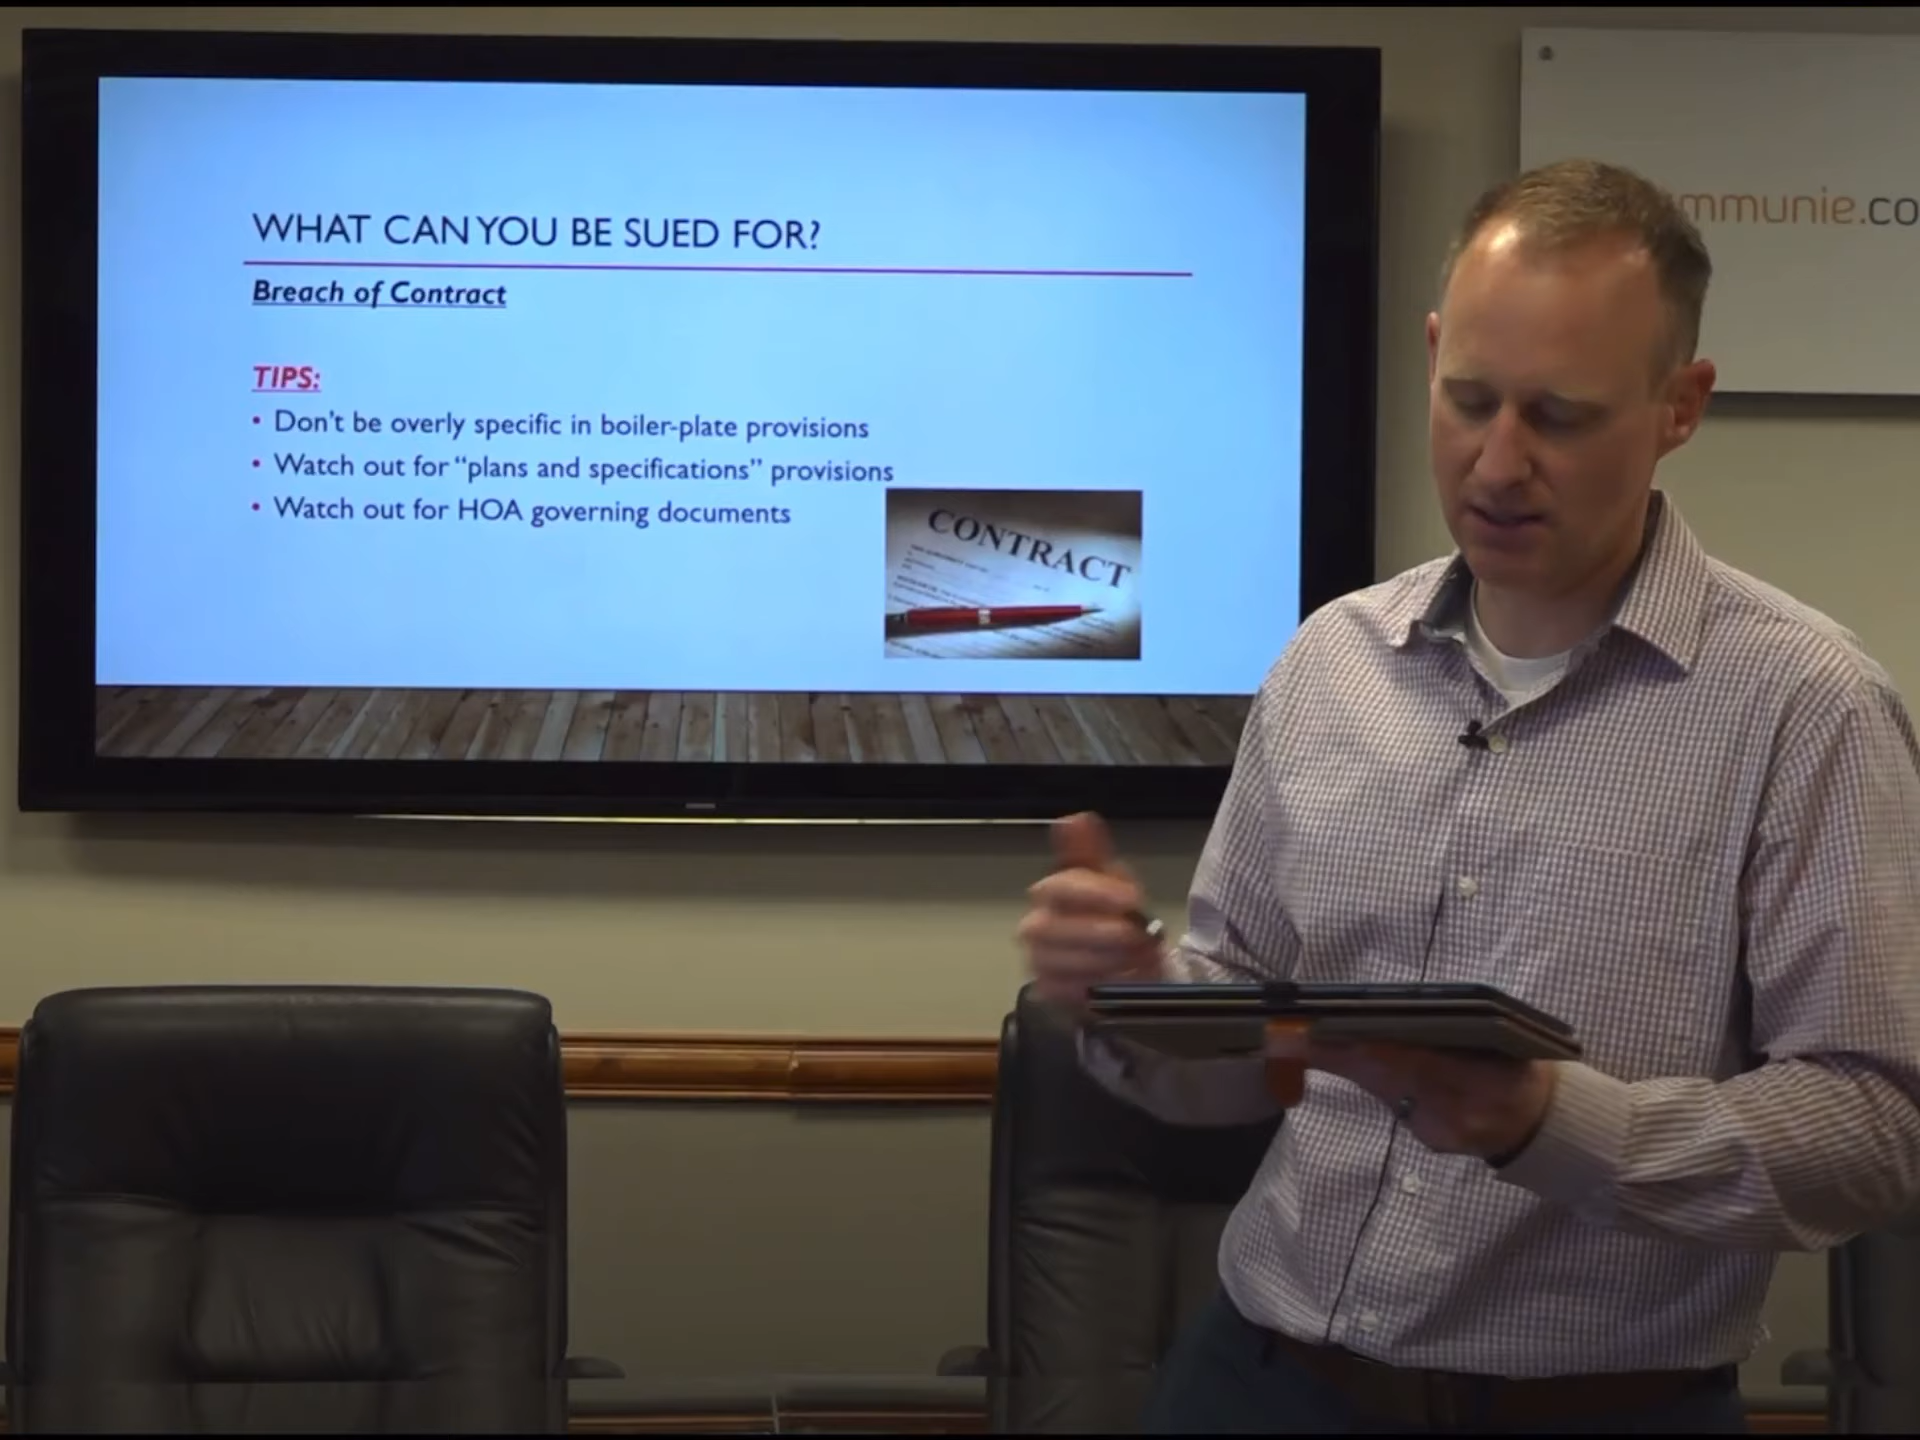 WHAT CAN YOU BE SUED FOR?
Breach of Contract
TIPS:
• Don't be overly specific in boiler-plate provisions
• Watch out for “plans and specifications” provisions
• Watch out for HOA governing documents
CONTRACT
mmunie.co